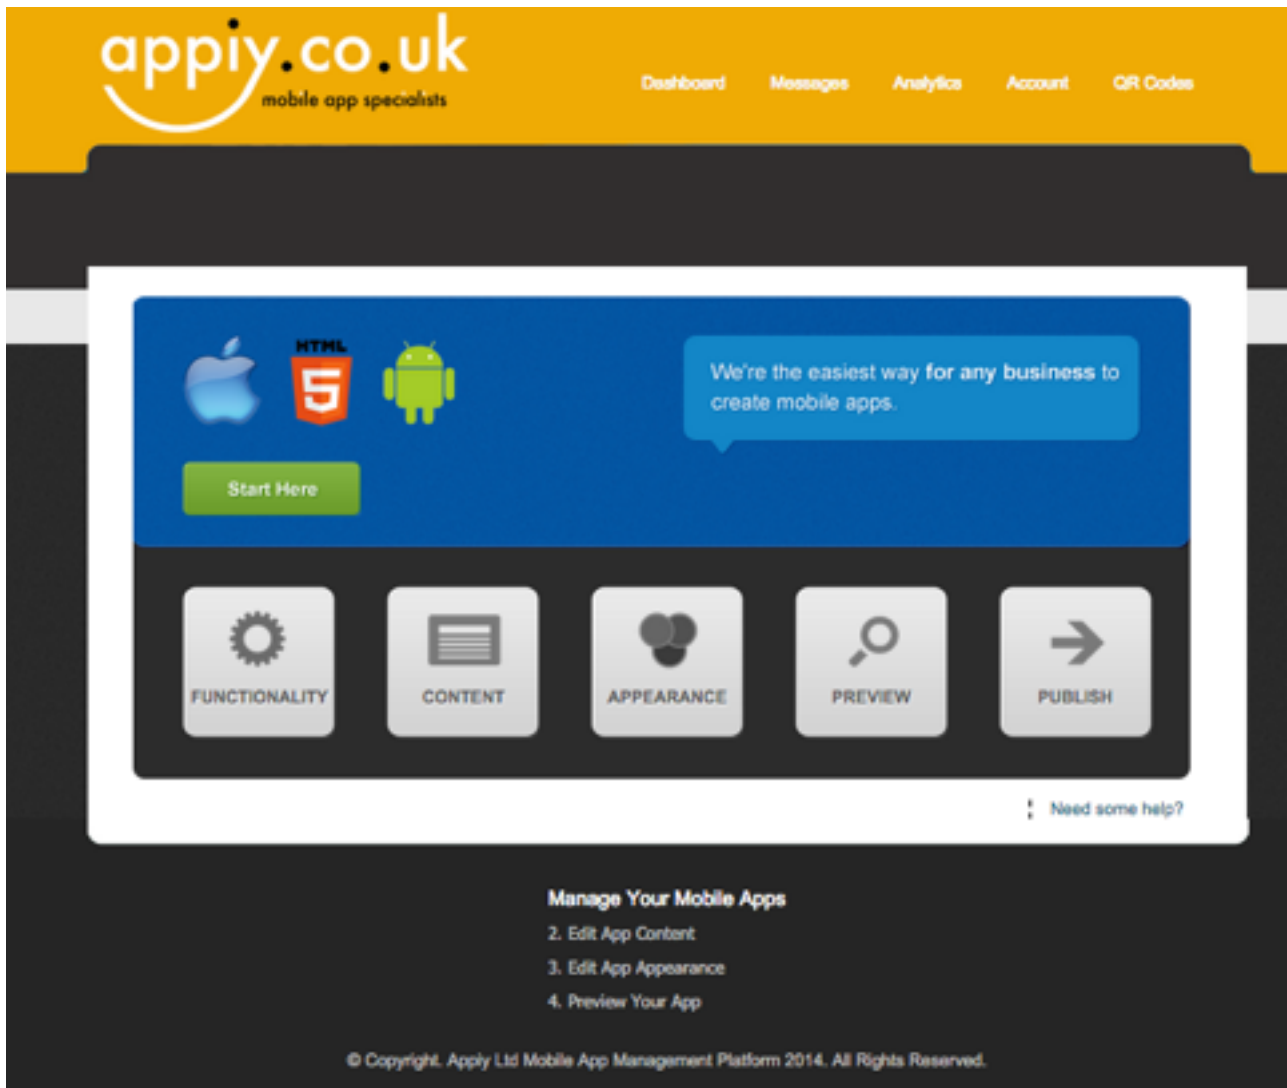 appiy.co.uk
mobile app specialists
Dashboard Messages Analytics Account QR Codes
HTML
5
We're the easiest way for any business to
create mobile apps.
Start Here
FUNCTIONALITY CONTENT APPEARANCE PREVIEW PUBLISH
Need some help?
Manage Your Mobile Apps
2. Edit App Content
3. Edit App Appearance
4. Preview Your App
© Copyright. Appiy Ltd Mobile App Management Platform 2014. All Rights Reserved.